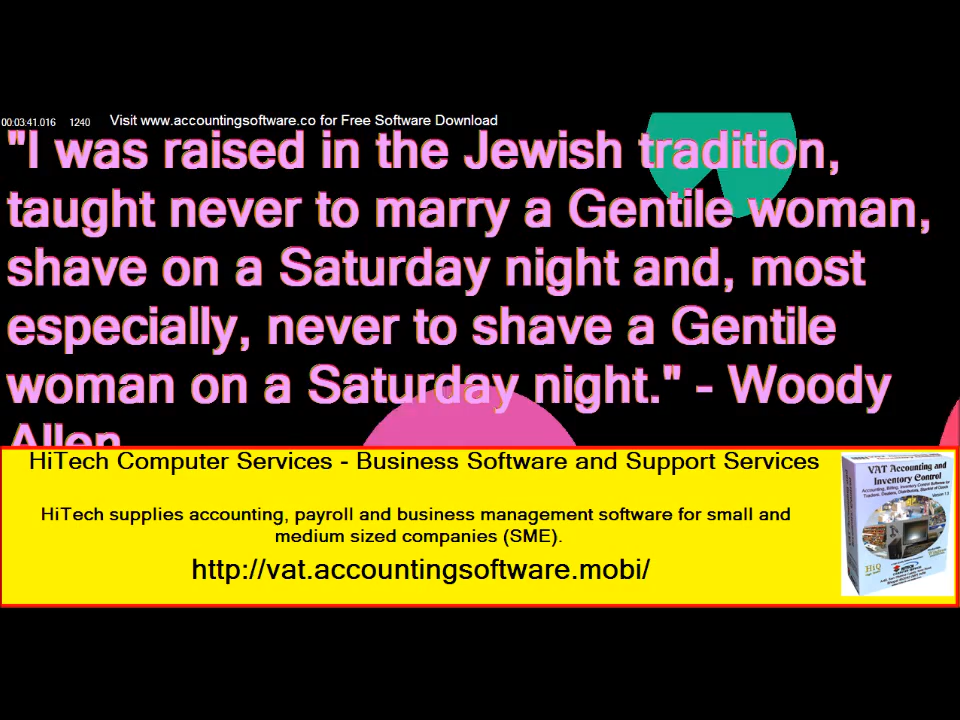 00:03:41.016 1240 Visit www.accountingsoftware.co for Free Software Download
"I was raised in the Jewish tradition,
taught never to marry a Gentile woman,
shave on a Saturday night and, most
especially, never to shave a Gentile
woman on a Saturday night." - Woody
Allen
HiTech Computer Services - Business Software and Support Services
HiTech supplies accounting, payroll and business management software for small and
medium sized companies (SME).
http://vat.accountingsoftware.mobi/
VAT Accounting and
Inventory Control
HiQ